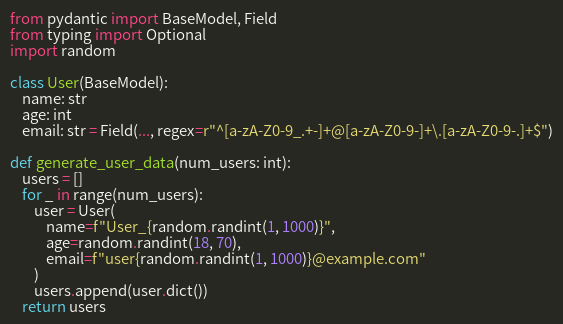 from pydantic import BaseModel, Field
from typing import Optional
import random

class User(BaseModel):
    name: str
    age: int
    email: str = Field(..., regex=r"^[a-zA-Z0-9_.+-]+@[a-zA-Z0-9-]+\.[a-zA-Z0-9-.]+$")

def generate_user_data(num_users: int):
    users = []
    for _ in range(num_users):
        user = User(
            name=f"User_{random.randint(1, 1000)}",
            age=random.randint(18, 70),
            email=f"user{random.randint(1, 1000)}@example.com"
        )
        users.append(user.dict())
    return users